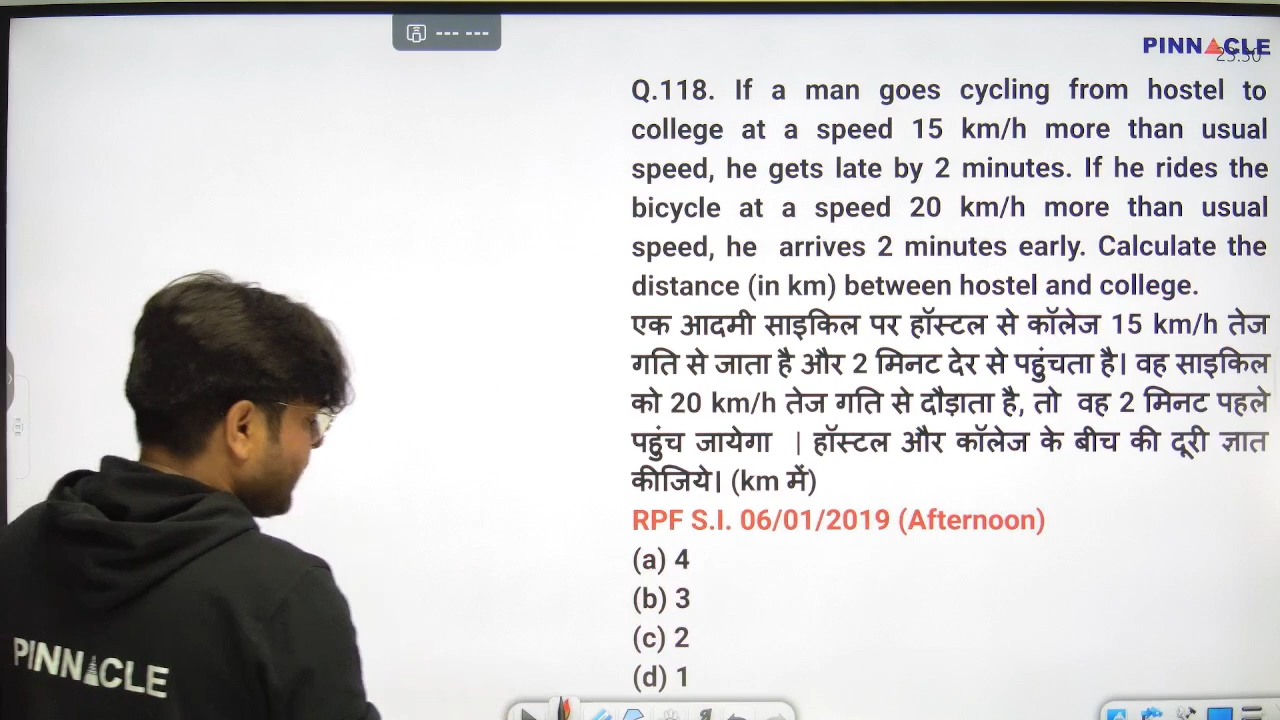 PINNACLE
23:30
Q.118. If a man goes cycling from hostel to
college at a speed 15 km/h more than usual
speed, he gets late by 2 minutes. If he rides the
bicycle at a speed 20 km/h more than usual
speed, he arrives 2 minutes early. Calculate the
distance (in km) between hostel and college.
एक आदमी साइकिल पर हॉस्टल से कॉलेज 15 km/h तेज
गति से जाता है और 2 मिनट देर से पहुंचता है। वह साइकिल
को 20 km/h तेज गति से दौड़ाता है, तो वह 2 मिनट पहले
पहुंच जायेगा | हॉस्टल और कॉलेज के बीच की दूरी ज्ञात
कीजिये। (km में)
RPF S.I. 06/01/2019 (Afternoon)
(a) 4
(b) 3
(c) 2
(d) 1
PINNACLE